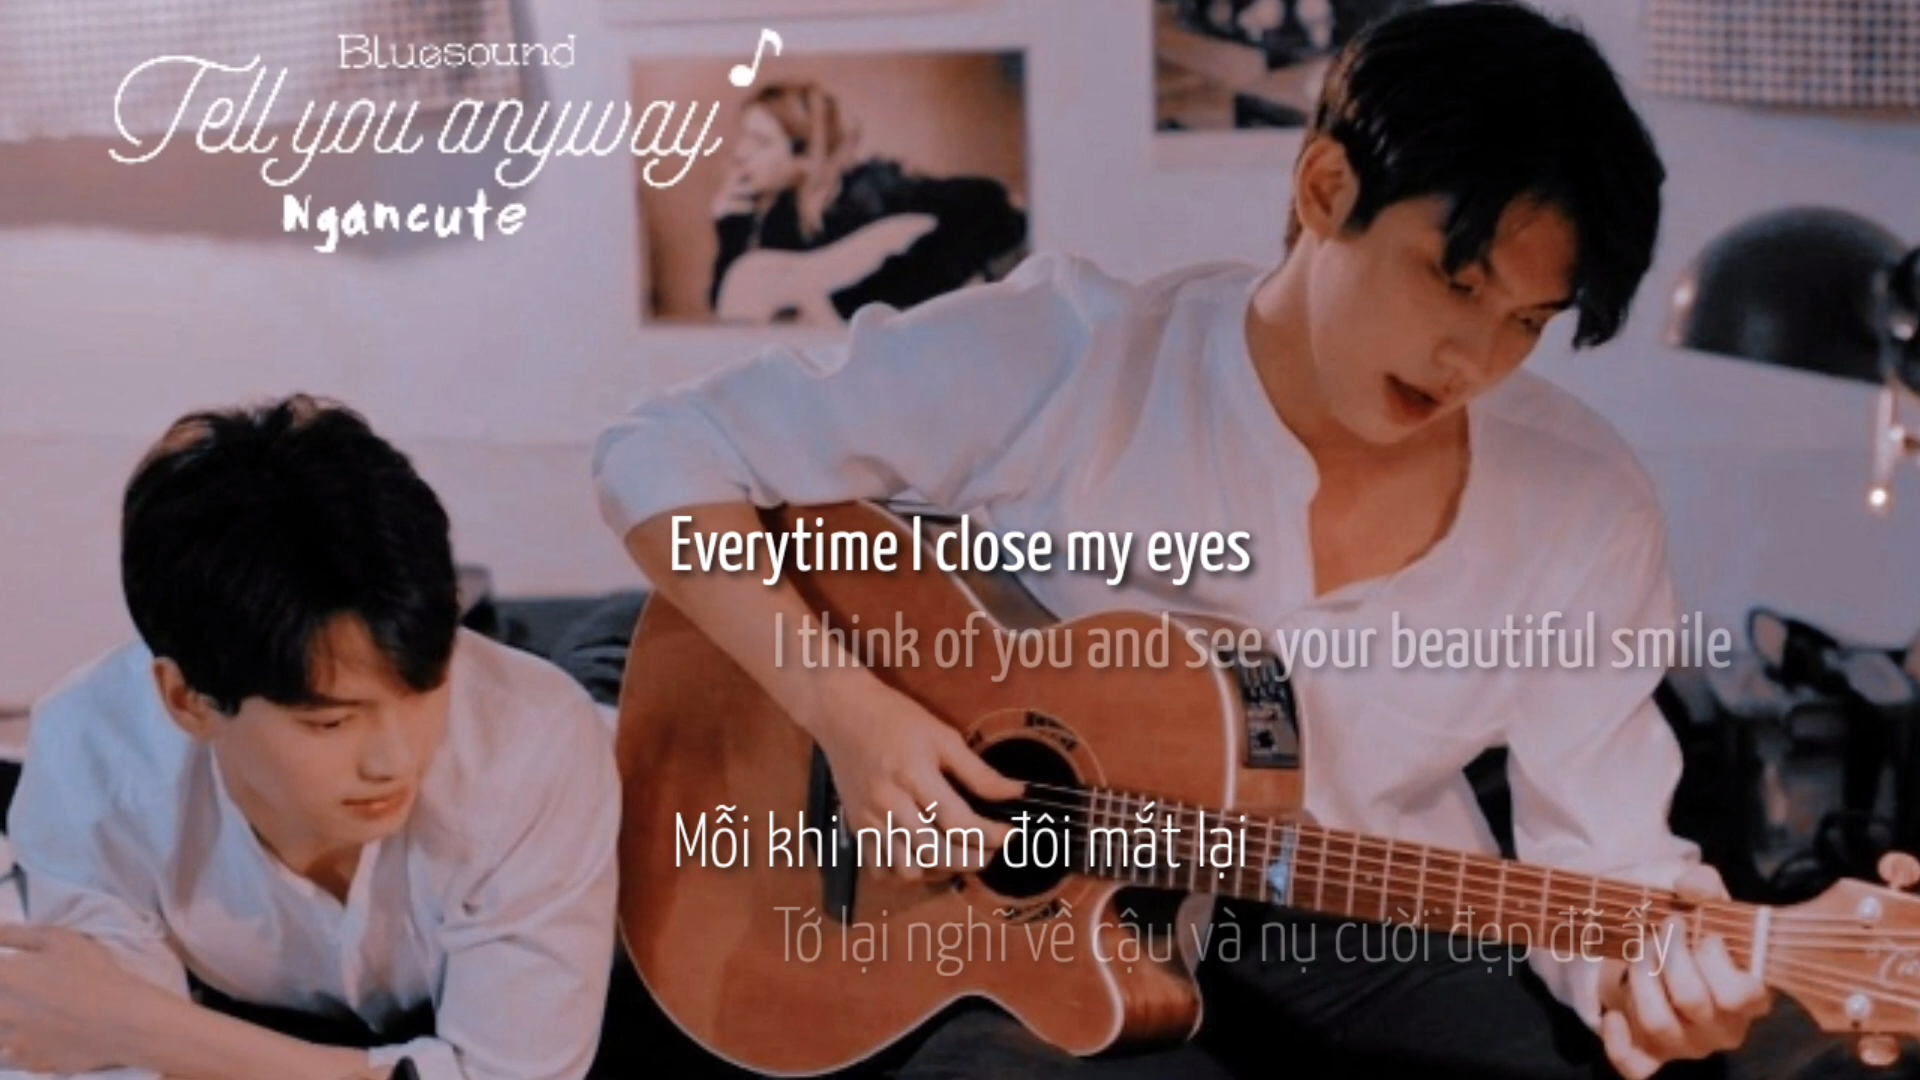 Bluesound
Tell you anyway
Ngancute
Everytime I close my eyes
I think of you and see your beautiful smile
Mỗi khi nhắm đôi mắt lại
Tớ lại nghĩ về cậu và nụ cười đẹp đẽ ấy